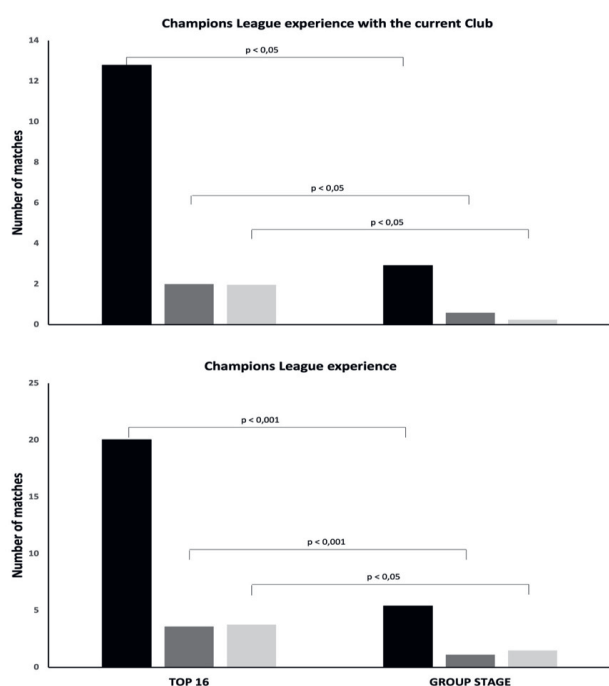 Champions League experience with the current Club
14
p < 0,05
12
10
Number of matches
8
p < 0,05
6
p < 0,05
4
2
0
Champions League experience
25
p < 0,001
20
Number of matches
15
p < 0,001
10
p < 0,05
5
0
TOP 16 GROUP STAGE